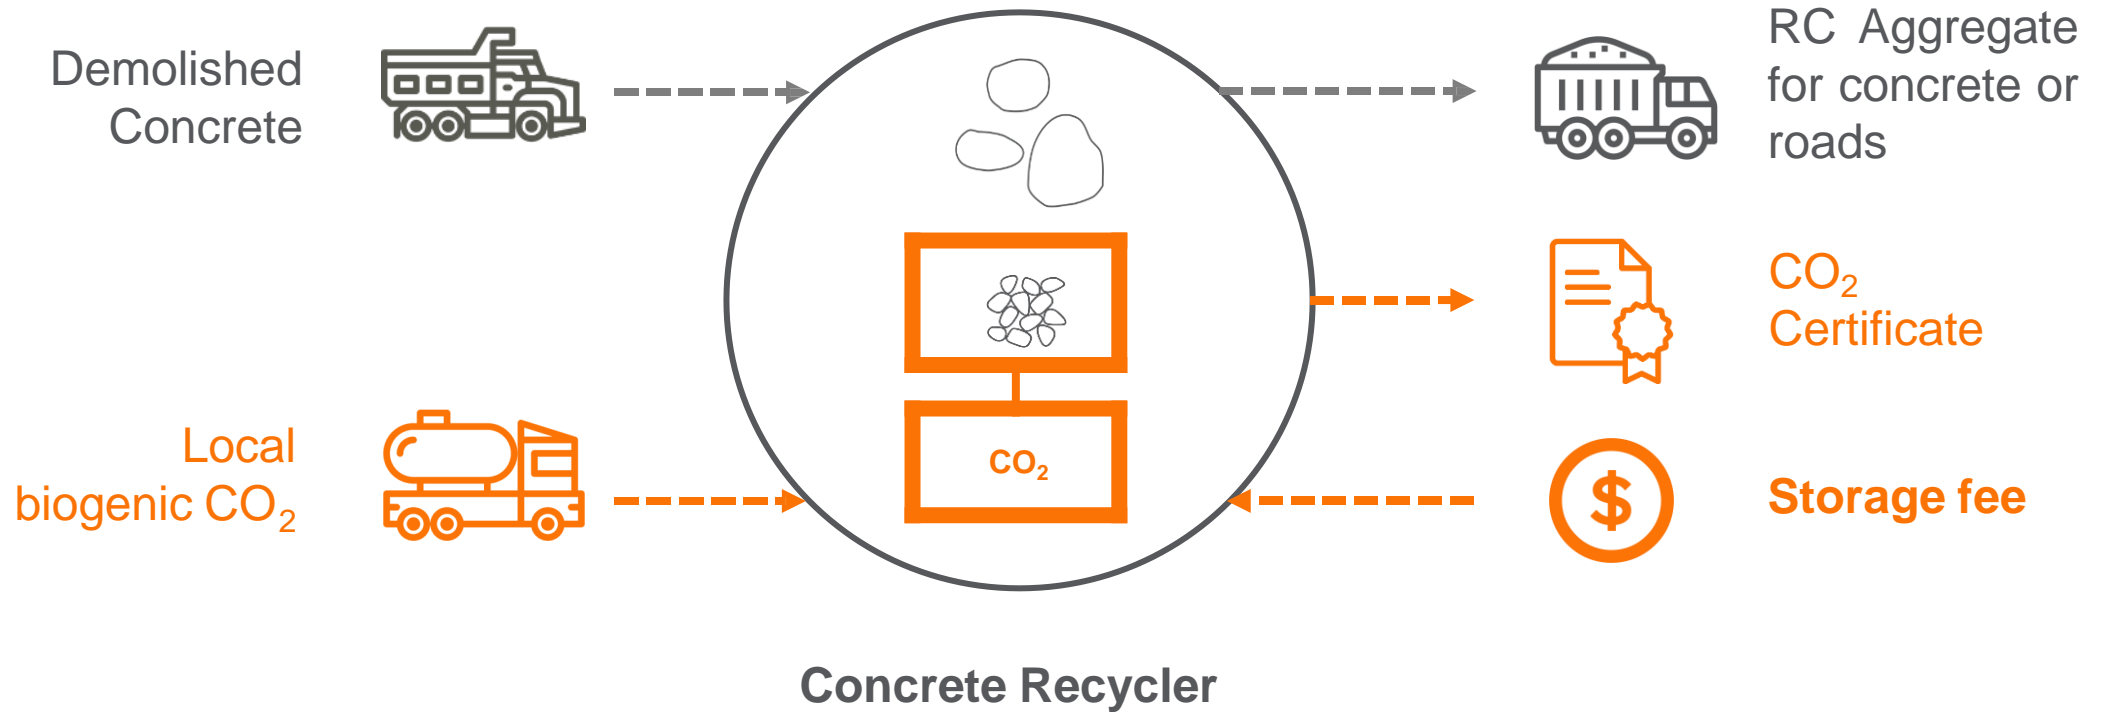 Demolished
Concrete
RC Aggregate
for concrete or
roads
CO₂
Certificate
Local
biogenic CO₂
CO₂
$
Storage fee
Concrete Recycler